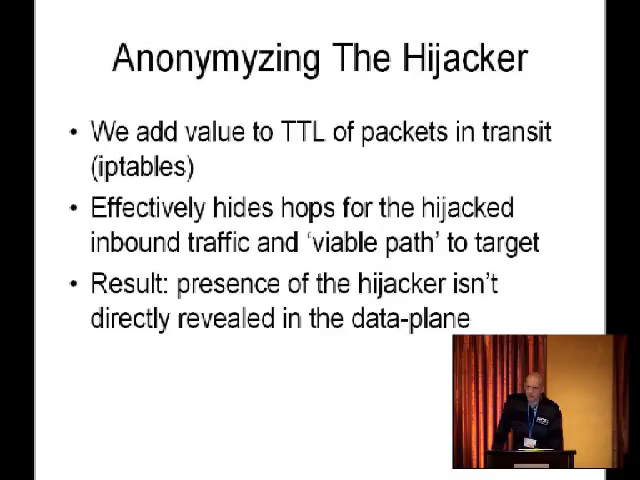 Anonymyzing The Hijacker
• We add value to TTL of packets in transit
(iptables)
• Effectively hides hops for the hijacked
inbound traffic and 'viable path' to target
• Result: presence of the hijacker isn't
directly revealed in the data-plane